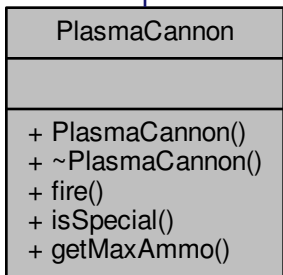 PlasmaCannon
+ PlasmaCannon()
+ ~PlasmaCannon()
+ fire()
+ isSpecial()
+ getMaxAmmo()